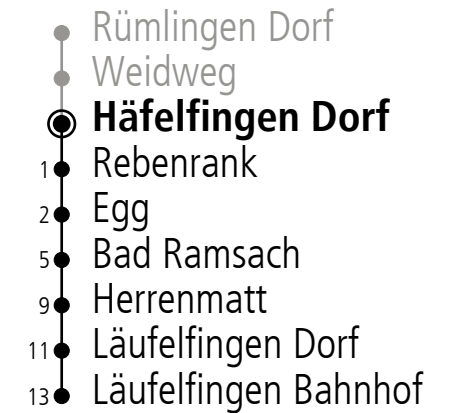 Rümlingen Dorf
Weidweg
Häfelfingen Dorf
1 Rebenrank
2 Egg
5 Bad Ramsach
9 Herrenmatt
11 Läufelfingen Dorf
13 Läufelfingen Bahnhof